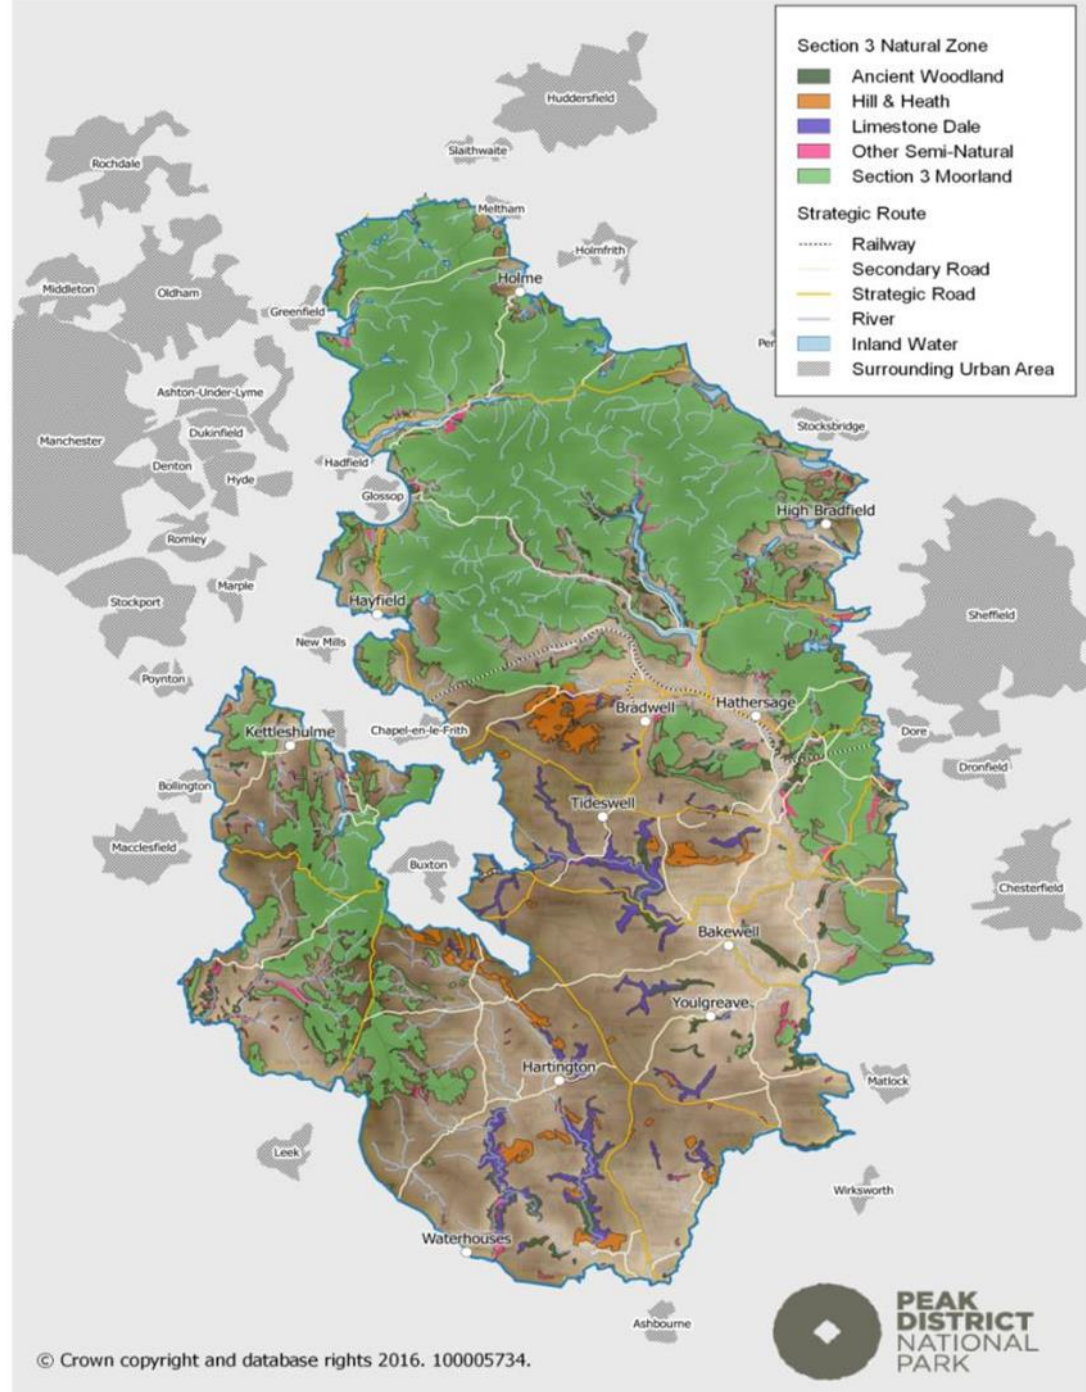 Section 3 Natural Zone
Ancient Woodland
Hill & Heath
Limestone Dale
Other Semi-Natural
Section 3 Moorland
Strategic Route
Railway
Secondary Road
Strategic Road
River
Inland Water
Surrounding Urban Area
Huddersfield
Slaithwaite
Rochdale
Meltham
Holmfrith
Holme
Middleton
Oldham
Greenfield
Per
Ashton-Under-Lyme
Stocksbridge
Dukinfield
Manchester
Denton
Hadfield
Hyde
Glossop
High Bradfield
Romley
Marple
Stockport
Hayfield
Sheffield
New Mills
Poynton
Hathersage
Bradwell
Kettleshulme
Chapel-en-le-Frith
Dore
Dronfield
Bollington
Tideswell
Macclesfield
Buxton
Chesterfield
Bakewell
Youlgreave
Hartington
Matlock
Leek
Wirksworth
Waterhouses
Ashbourne
PEAK
DISTRICT
NATIONAL
PARK
© Crown copyright and database rights 2016. 100005734.